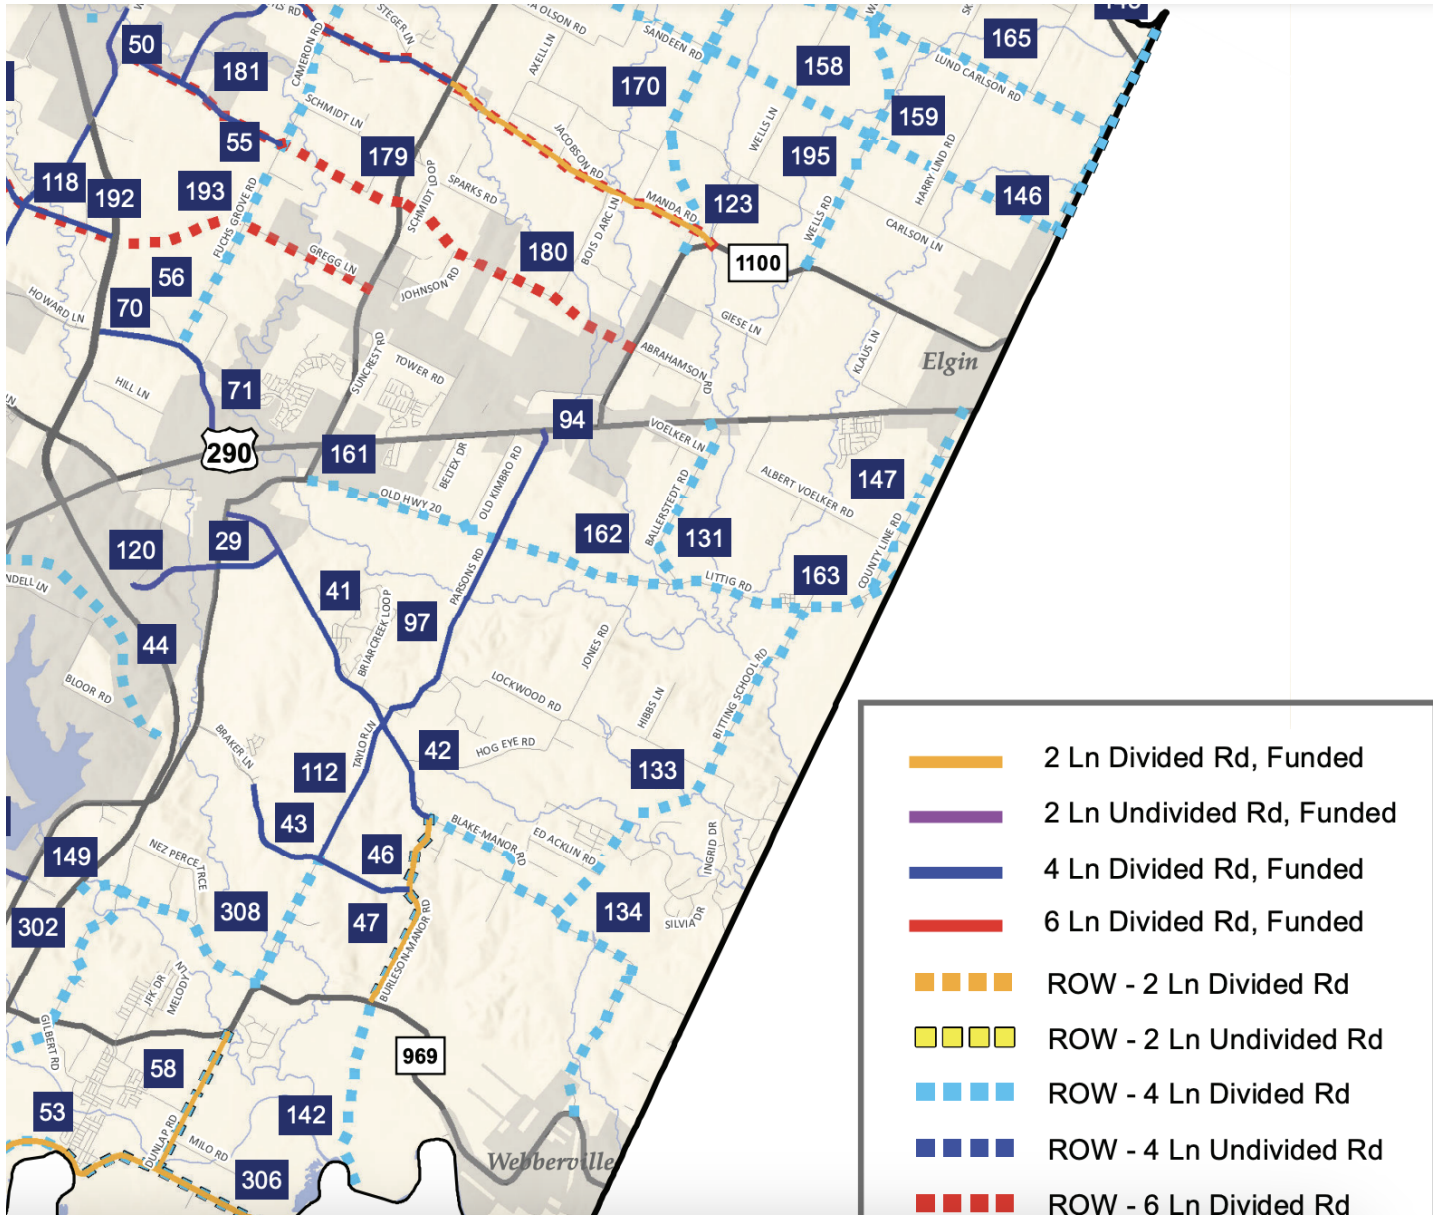 50
181
CAMERON RD
STEGER LN
OLSON RD
AXELL LN
SANDEEN RD
170
158
165
LUND CARLSON RD
159
WELLS LN
195
HARRY LIND RD
146
CARLSON LN
WELLS RD
123
MANDA RD
JACOBSON RD
BOIS D ARC LN
SCHMIDT LN
55
179
SCHMIDT LOOP
SPARKS RD
118
192
193
FUCHS GROVE RD
GREGG LN
180
JOHNSON RD
1100
56
70
HOWARD LN
GIESE LN
KLAUS LN
Elgin
ABRAHAMSON RD
TOWER RD
SUNCREST RD
HILL LN
71
290
161
94
VOELKER LN
BELTEX DR
OLD KIMBRO RD
OLD HWY 20
147
ALBERT VOELKER RD
BALLERSTEDT RD
COUNTY LINE RD
162
131
163
LITTIG RD
120
29
NDELL LN
41
BRIARCREEK LOOP
97
PARSONS RD
44
BLOOR RD
JONES RD
LOCKWOOD RD
HIBBS LN
BITTING SCHOOL RD
BRAKER LN
TAYLOR LN
42
HOG EYE RD
112
133
43
46
BLAKE-MANOR RD
ED ACKLIN RD
INGRID DR
149
NEZ PERCE TRCE
308
47
134
SILVIA DR
302
BURLESON-MANOR RD
JFK DR
MELODY LN
GILBERT RD
969
58
53
142
DUNLAP RD
MILO RD
306
Webberville
2 Ln Divided Rd, Funded
2 Ln Undivided Rd, Funded
4 Ln Divided Rd, Funded
6 Ln Divided Rd, Funded
ROW - 2 Ln Divided Rd
ROW - 2 Ln Undivided Rd
ROW - 4 Ln Divided Rd
ROW - 4 Ln Undivided Rd
ROW - 6 Ln Divided Rd